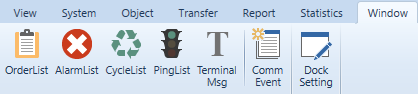 View System Object Transfer Report Statistics Window
OrderList AlarmList CycleList PingList Terminal Msg Comm Event Dock Setting